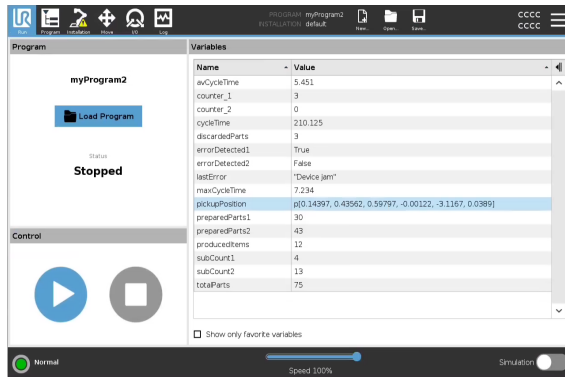 UR
Run
Program
Installation
Move
I/O
Log
PROGRAM myProgram2
INSTALLATION default
New...
Open...
Save...
CCCC
CCCC
Program
myProgram2
Load Program
Status
Stopped
Control
Variables
Name Value
avCycleTime 5.451
counter_1 3
counter_2 0
cycleTime 210.125
discardedParts 3
errorDetected1 True
errorDetected2 False
lastError "Device jam"
maxCycleTime 7.234
pickupPosition p[0.14397, 0.43562, 0.59797, -0.00122, -3.1167, 0.0389]
preparedParts1 30
preparedParts2 43
producedItems 12
subCount1 4
subCount2 13
totalParts 75
Show only favorite variables
Normal
Speed 100%
Simulation